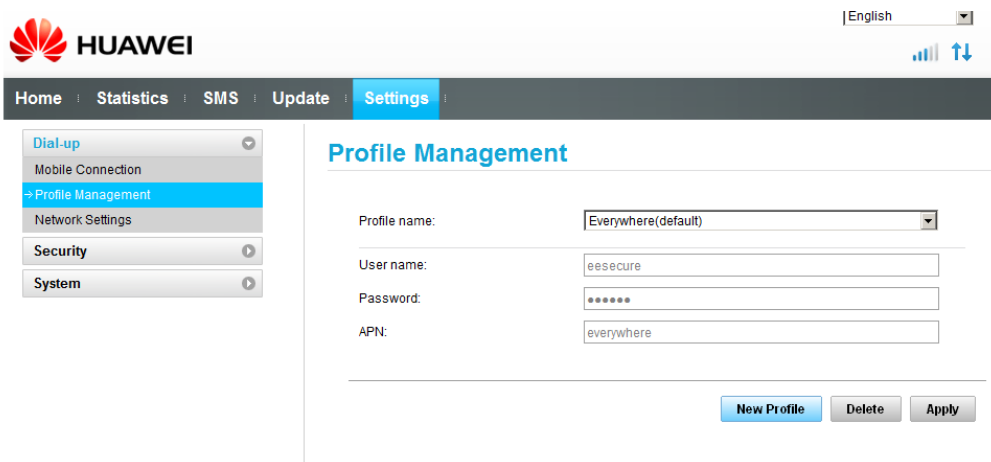 English
HUAWEI
Home Statistics SMS Update Settings
Dial-up
Mobile Connection
→Profile Management
Network Settings
Security
System
Profile Management
Profile name: Everywhere(default)
User name: eesecure
Password: ●●●●●●
APN: everywhere
New Profile Delete Apply